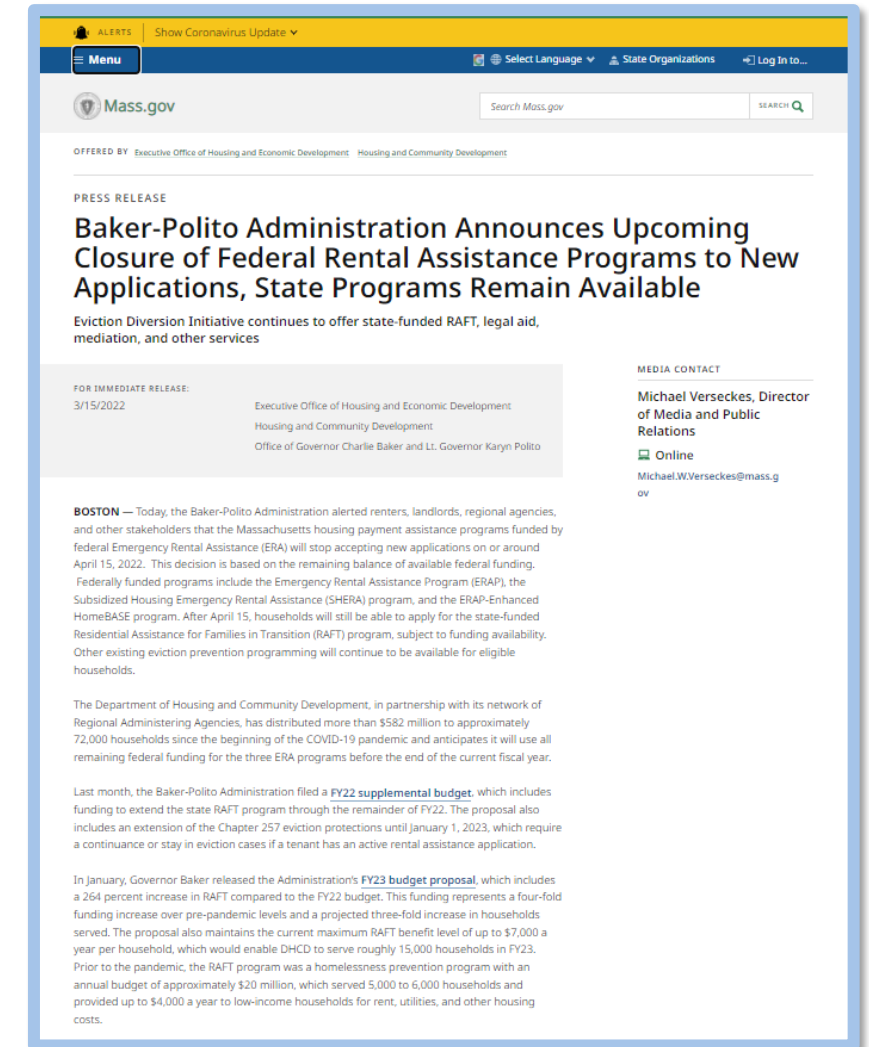 ALERTS Show Coronavirus Update
Menu Select Language State Organizations Log In to...
Mass.gov Search Mass.gov SEARCH
OFFERED BY Executive Office of Housing and Economic Development Housing and Community Development
PRESS RELEASE
Baker-Polito Administration Announces Upcoming
Closure of Federal Rental Assistance Programs to New
Applications, State Programs Remain Available
Eviction Diversion Initiative continues to offer state-funded RAFT, legal aid,
mediation, and other services
FOR IMMEDIATE RELEASE:
3/15/2022
Executive Office of Housing and Economic Development
Housing and Community Development
Office of Governor Charlie Baker and Lt. Governor Karyn Polito
MEDIA CONTACT
Michael Verseckes, Director
of Media and Public
Relations
Online
Michael.W.Verseckes@mass.g
ov
BOSTON — Today, the Baker-Polito Administration alerted renters, landlords, regional agencies,
and other stakeholders that the Massachusetts housing payment assistance programs funded by
federal Emergency Rental Assistance (ERA) will stop accepting new applications on or around
April 15, 2022. This decision is based on the remaining balance of available federal funding.
Federally funded programs include the Emergency Rental Assistance Program (ERAP), the
Subsidized Housing Emergency Rental Assistance (SHERA) program, and the ERAP-Enhanced
HomeBASE program. After April 15, households will still be able to apply for the state-funded
Residential Assistance for Families in Transition (RAFT) program, subject to funding availability.
Other existing eviction prevention programming will continue to be available for eligible
households.
The Department of Housing and Community Development, in partnership with its network of
Regional Administering Agencies, has distributed more than $582 million to approximately
72,000 households since the beginning of the COVID-19 pandemic and anticipates it will use all
remaining federal funding for the three ERA programs before the end of the current fiscal year.
Last month, the Baker-Polito Administration filed a FY22 supplemental budget, which includes
funding to extend the state RAFT program through the remainder of FY22. The proposal also
includes an extension of the Chapter 257 eviction protections until January 1, 2023, which require
a continuance or stay in eviction cases if a tenant has an active rental assistance application.
In January, Governor Baker released the Administration's FY23 budget proposal, which includes
a 264 percent increase in RAFT compared to the FY22 budget. This funding represents a four-fold
funding increase over pre-pandemic levels and a projected three-fold increase in households
served. The proposal also maintains the current maximum RAFT benefit level of up to $7,000 a
year per household, which would enable DHCD to serve roughly 15,000 households in FY23.
Prior to the pandemic, the RAFT program was a homelessness prevention program with an
annual budget of approximately $20 million, which served 5,000 to 6,000 households and
provided up to $4,000 a year to low-income households for rent, utilities, and other housing
costs.